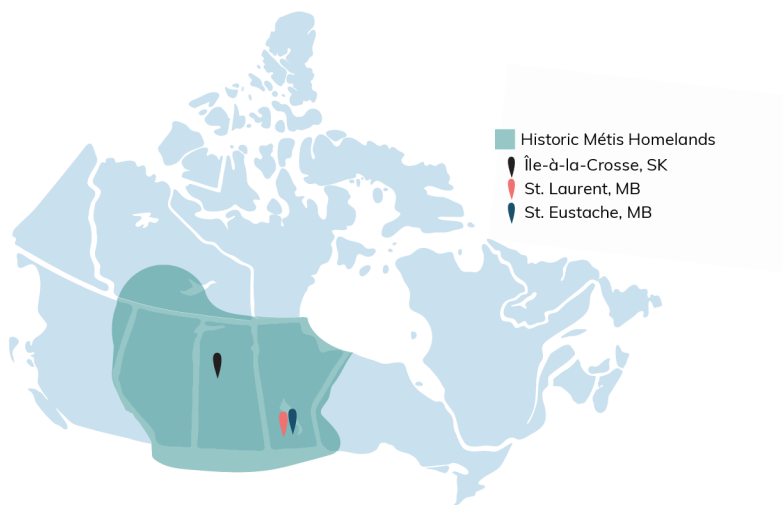 Historic Métis Homelands
Île-à-la-Crosse, SK
St. Laurent, MB
St. Eustache, MB